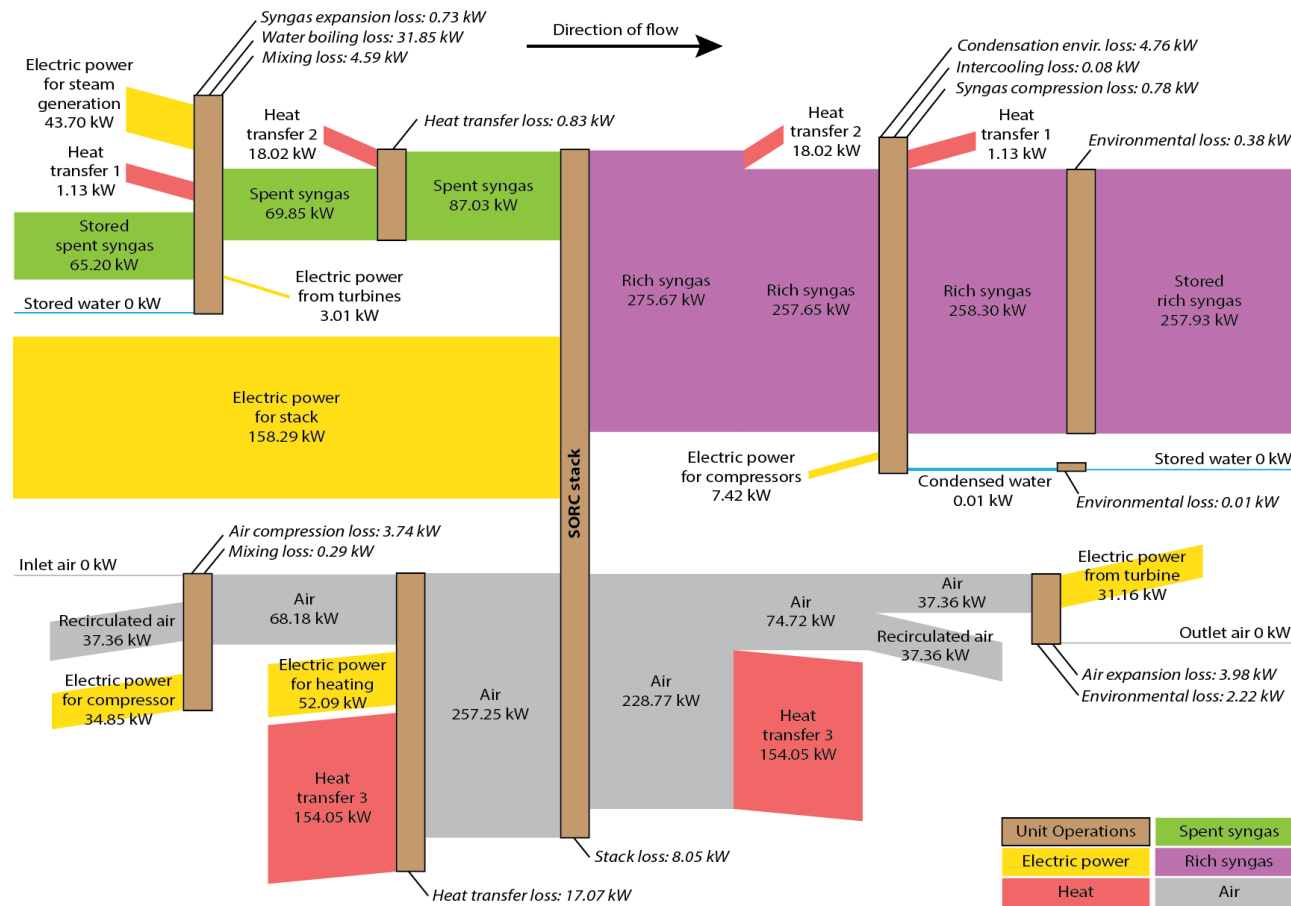 Syngas expansion loss: 0.73 kW
Water boiling loss: 31.85 kW
Mixing loss: 4.59 kW
Direction of flow
Condensation envir. loss: 4.76 kW
Intercooling loss: 0.08 kW
Syngas compression loss: 0.78 kW
Electric power
for steam
generation
43.70 kW
Heat
transfer 1
1.13 kW
Heat
transfer 2
18.02 kW
Heat transfer loss: 0.83 kW
Heat
transfer 2
18.02 kW
Heat
transfer 1
1.13 kW
Environmental loss: 0.38 kW
Stored
spent syngas
65.20 kW
Spent syngas
69.85 kW
Spent syngas
87.03 kW
Stored water 0 kW
Electric power
from turbines
3.01 kW
Rich syngas
275.67 kW
Rich syngas
257.65 kW
Rich syngas
258.30 kW
Stored
rich syngas
257.93 kW
Electric power
for stack
158.29 kW
SORC stack
Electric power
for compressors
7.42 kW
Condensed water
0.01 kW
Stored water 0 kW
Environmental loss: 0.01 kW
Air compression loss: 3.74 kW
Mixing loss: 0.29 kW
Inlet air 0 kW
Recirculated air
37.36 kW
Electric power
for compressor
34.85 kW
Air
68.18 kW
Electric power
for heating
52.09 kW
Heat
transfer 3
154.05 kW
Air
257.25 kW
Air
228.77 kW
Air
74.72 kW
Air
37.36 kW
Recirculated air
37.36 kW
Heat
transfer 3
154.05 kW
Electric power
from turbine
31.16 kW
Outlet air 0 kW
Air expansion loss: 3.98 kW
Environmental loss: 2.22 kW
Stack loss: 8.05 kW
Heat transfer loss: 17.07 kW
Unit Operations
Spent syngas
Electric power
Rich syngas
Heat
Air